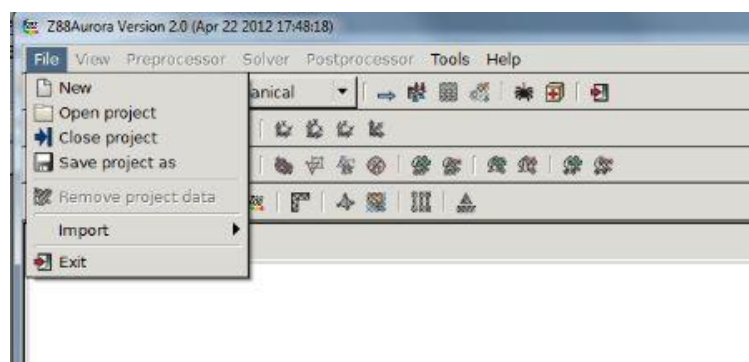 Z88Aurora Version 2.0 (Apr 22 2012 17:48:18)
File View Preprocessor Solver Postprocessor Tools Help
New
anical
Open project
Close project
Save project as
Remove project data
Import
Exit